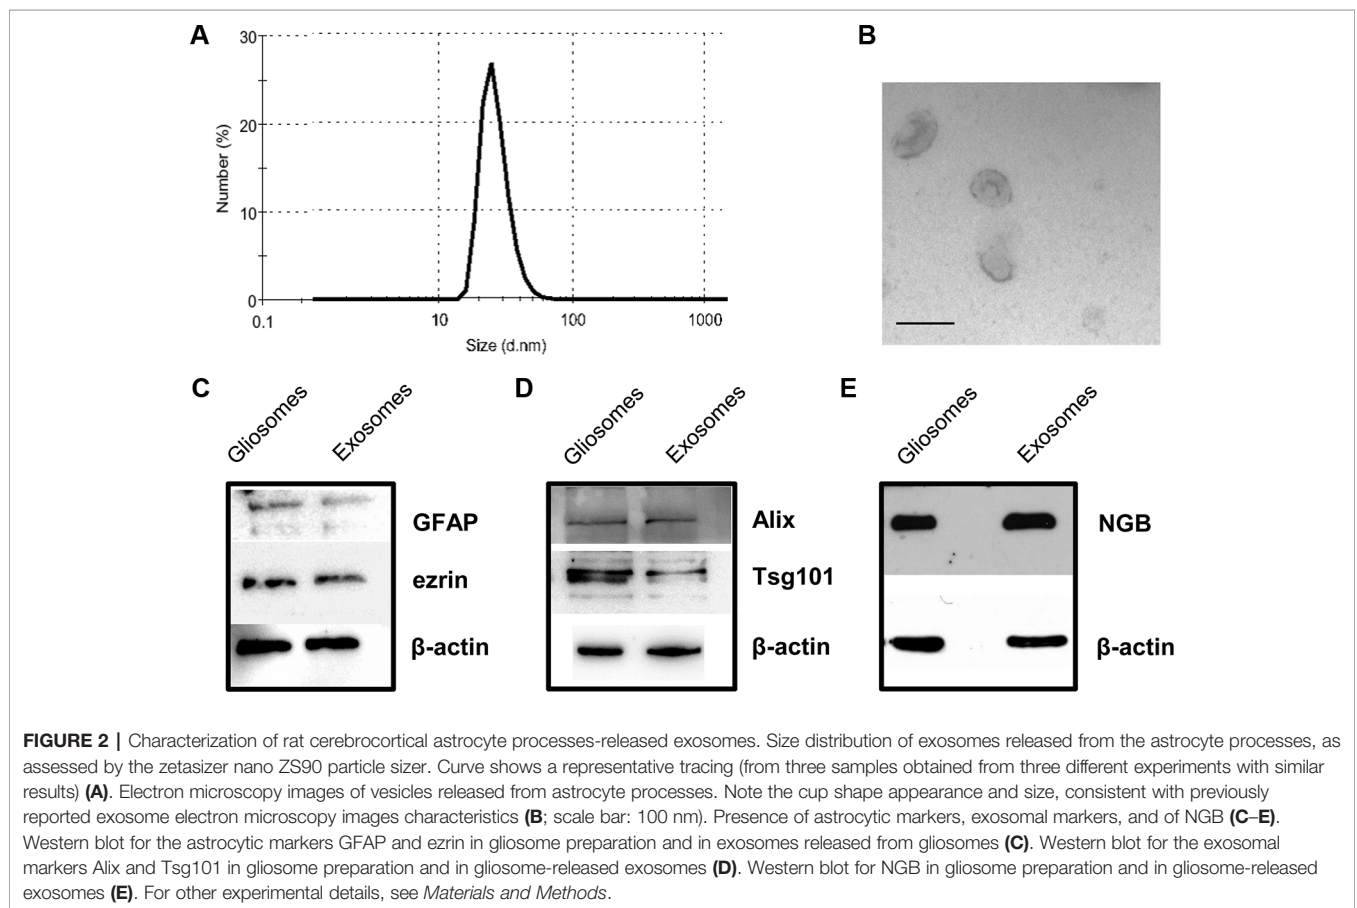 A
B
30
20
10
0
Number (%)
0.1
10
100
1000
Size (d.nm)
C
D
E
Gliosomes
Exosomes
Gliosomes
Exosomes
Gliosomes
Exosomes
GFAP
ezrin
β-actin
Alix
Tsg101
β-actin
NGB
β-actin
FIGURE 2 | Characterization of rat cerebrocortical astrocyte processes-released exosomes. Size distribution of exosomes released from the astrocyte processes, as
assessed by the zetasizer nano ZS90 particle sizer. Curve shows a representative tracing (from three samples obtained from three different experiments with similar
results) (A). Electron microscopy images of vesicles released from astrocyte processes. Note the cup shape appearance and size, consistent with previously
reported exosome electron microscopy images characteristics (B; scale bar: 100 nm). Presence of astrocytic markers, exosomal markers, and of NGB (C–E).
Western blot for the astrocytic markers GFAP and ezrin in gliosome preparation and in exosomes released from gliosomes (C). Western blot for the exosomal
markers Alix and Tsg101 in gliosome preparation and in gliosome-released exosomes (D). Western blot for NGB in gliosome preparation and in gliosome-released
exosomes (E). For other experimental details, see Materials and Methods.